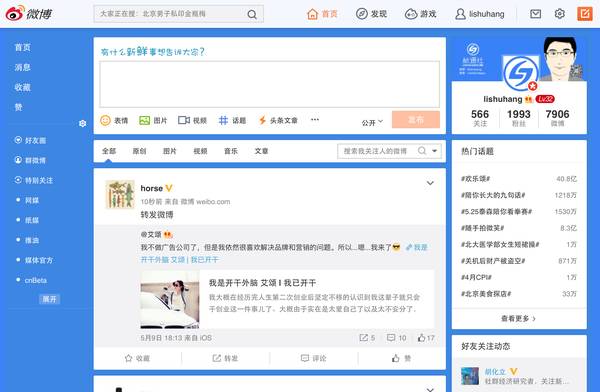 微博
大家正在搜：北京男子私印金瓶梅
首页
发现
游戏
lishuhang
首页
消息
收藏
赞
好友圈
群微博
特别关注
网媒
纸媒
推油
媒体官方
cnBeta
展开
有什么新鲜事想告诉大家?
表情
图片
视频
话题
头条文章
公开
发布
全部
原创
图片
视频
音乐
文章
搜索我关注人的微博
horse
10秒前 来自 微博 weibo.com
转发微博
@艾颂
我不做广告公司了，但是我依然很喜欢解决品牌和营销的问题。所以...嗯...我来了 我是
开干外脑 艾颂 | 我已开干
我是开干外脑 艾颂 | 我已开干
我大概在经历完人生第二次创业后坚定不移的认识到我这辈子就只会
干创业这一件事儿了。大概由于实在是太爱自己了以及太不安分了.
5月9日 18:13 来自 iOS
5
10
17
收藏
转发
评论
赞
lishuhang
Lv.32
566
1993
7906
关注
粉丝
微博
热门话题
#欢乐颂#
40.8亿
#陪你长大的九句话#
1218万
#5.25泰森陪你看拳赛#
1530万
#随手拍微笑#
8.3亿
#北大医学部女生短裙操#
1万
#关机后财产被盗空#
871万
#4月CPI#
1万
#北京美食探店#
33万
查看更多
好友关注动态
胡化立
社群经济研究者，关注新...